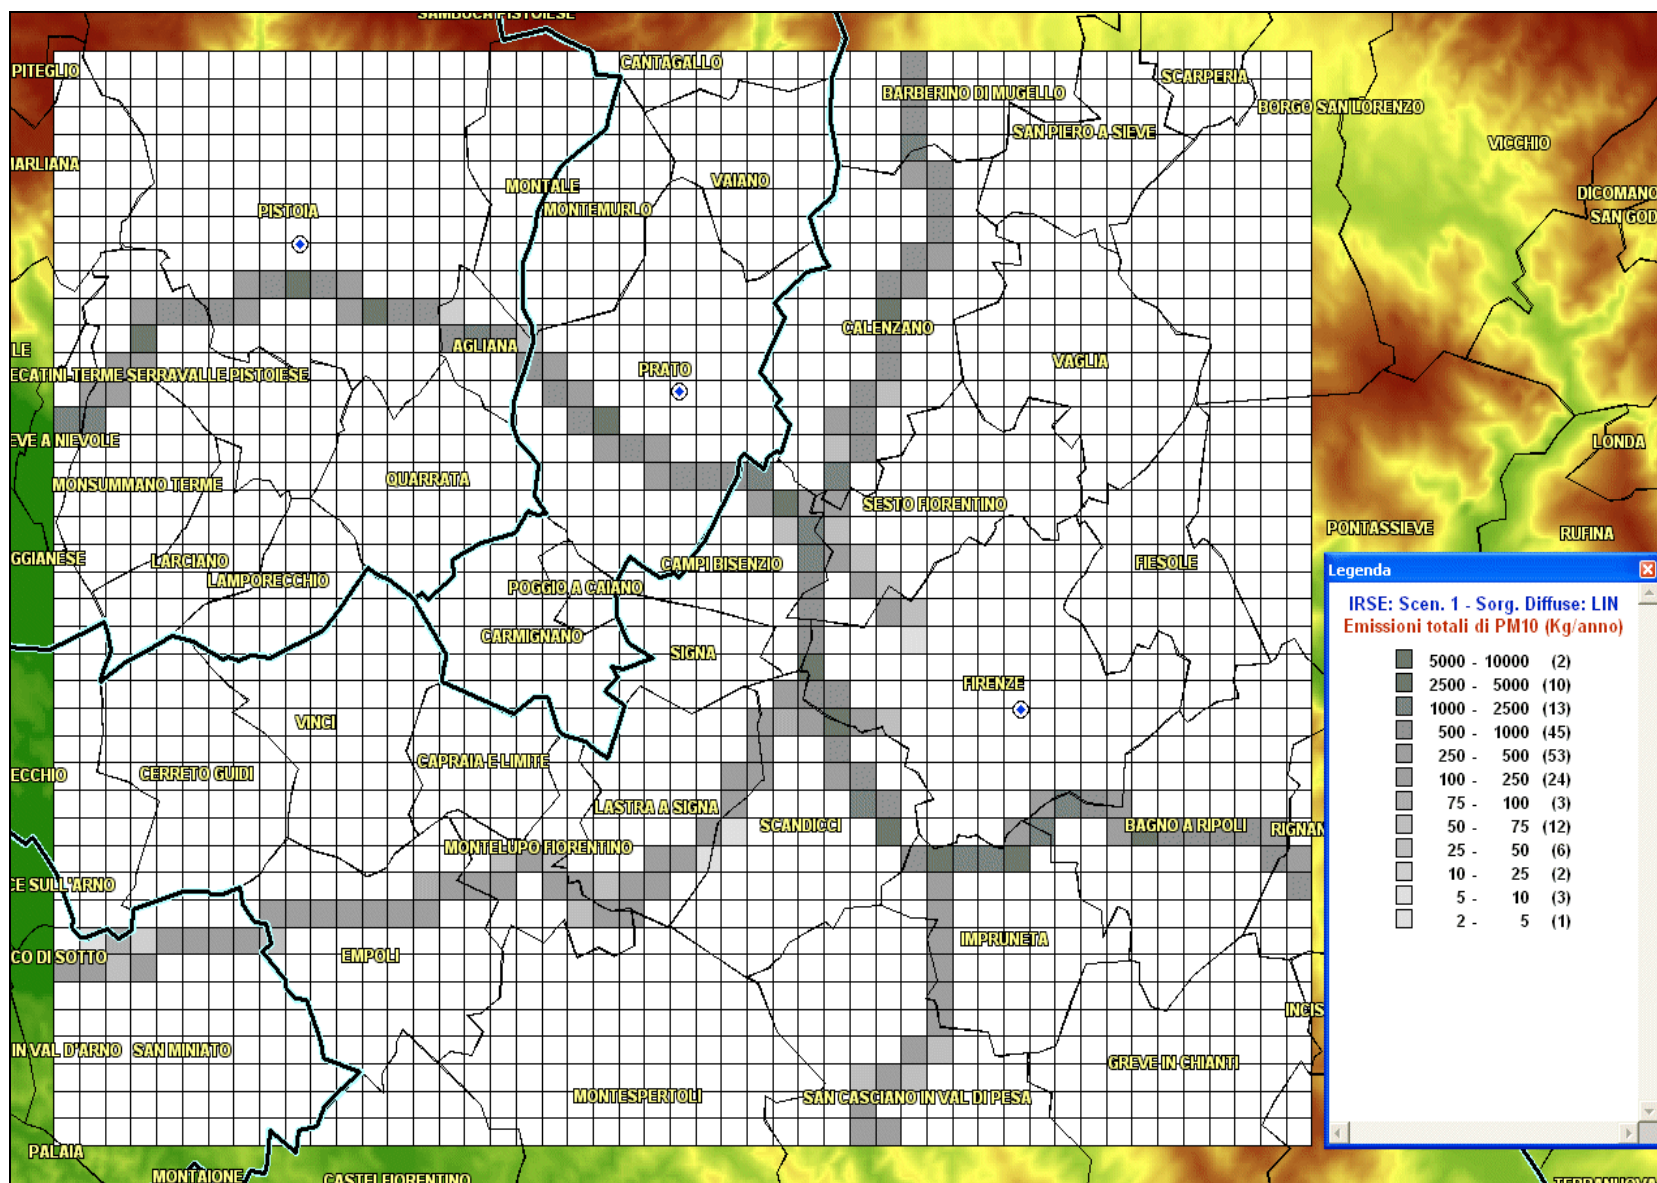 SAMBUCA PISTOIESE
PITEGLIO
CANTAGALLO
SCARPERIA
BARBERINO DI MUGELLO
BORGO SAN LORENZO
SAN PIERO A SIEVE
VICCHIO
MARLIANA
MONTALE
VAIANO
DICOMANO
PISTOIA
MONTEMURLO
SAN GOD
CALENZANO
LE
AGLIANA
VAGLIA
ECATINI-TERME SERRAVALLE PISTOIESE
PRATO
EVE A NIEVOLE
LONDA
MONSUMMANO TERME
QUARRATA
SESTO FIORENTINO
PONTASSIEVE
RUFINA
GGIANESE
LARCIANO
CAMPI BISENZIO
FIESOLE
LAMPORECCHIO
POGGIO A CAIANO
CARMIGNANO
SIGNA
FIRENZE
VINCI
CAPRAIA E LIMITE
ECCHIO
CERRETO GUIDI
LASTRA A SIGNA
SCANDICCI
BAGNO A RIPOLI
RIGNAN
MONTELUPO FIORENTINO
CE SULL'ARNO
IMPRUNETA
CO DI SOTTO
EMPOLI
INCIS
IN VAL D'ARNO
SAN MINIATO
GREVE IN CHIANTI
MONTESPERTOLI
SAN CASCIANO IN VAL DI PESA
PALAIA
MONTAIONE
CASTELFIORENTINO
TERRANUOVA
Legenda
IRSE: Scen. 1 - Sorg. Diffuse: LIN
Emissioni totali di PM10 (Kg/anno)
5000 - 10000 (2)
2500 - 5000 (10)
1000 - 2500 (13)
500 - 1000 (45)
250 - 500 (53)
100 - 250 (24)
75 - 100 (3)
50 - 75 (12)
25 - 50 (6)
10 - 25 (2)
5 - 10 (3)
2 - 5 (1)